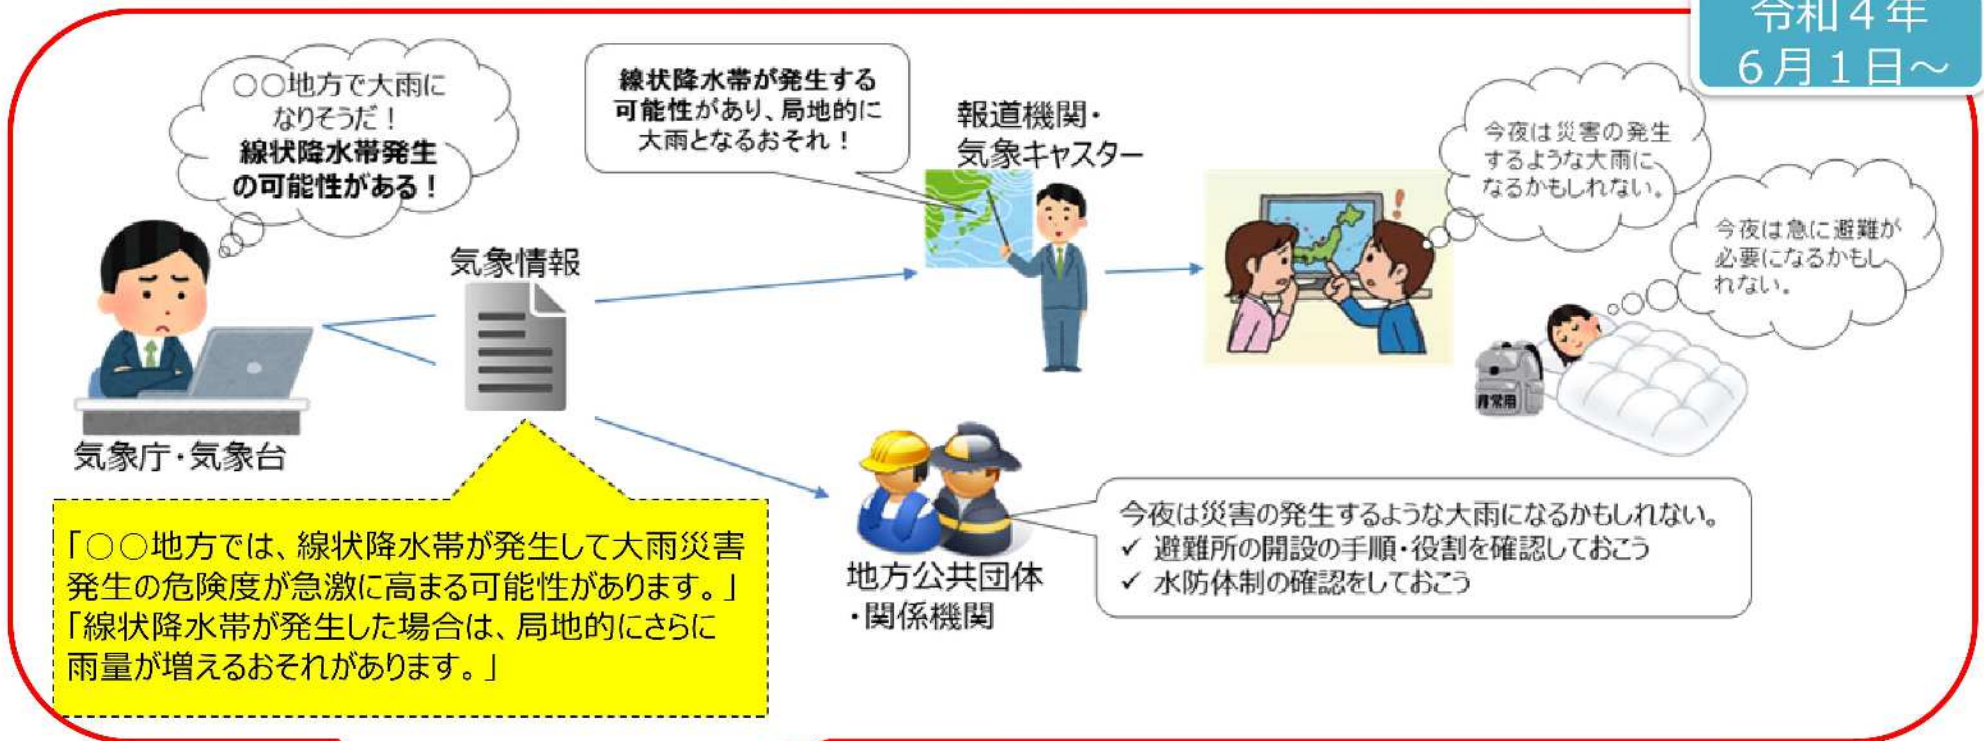 令和４年
６月１日～
○○地方で大雨に
なりそうだ！
線状降水帯発生
の可能性がある！
線状降水帯が発生する
可能性があり、局地的に
大雨となるおそれ！
報道機関・
気象キャスター
今夜は災害の発生
するような大雨に
なるかもしれない。
今夜は急に避難が
必要になるかもし
れない。
気象情報
!
非常用
気象庁・気象台
「○○地方では、線状降水帯が発生して大雨災害
発生の危険度が急激に高まる可能性があります。」
「線状降水帯が発生した場合は、局地的にさらに
雨量が増えるおそれがあります。」
地方公共団体
・関係機関
今夜は災害の発生するような大雨になるかもしれない。
✓ 避難所の開設の手順・役割を確認しておこう
✓ 水防体制の確認をしておこう